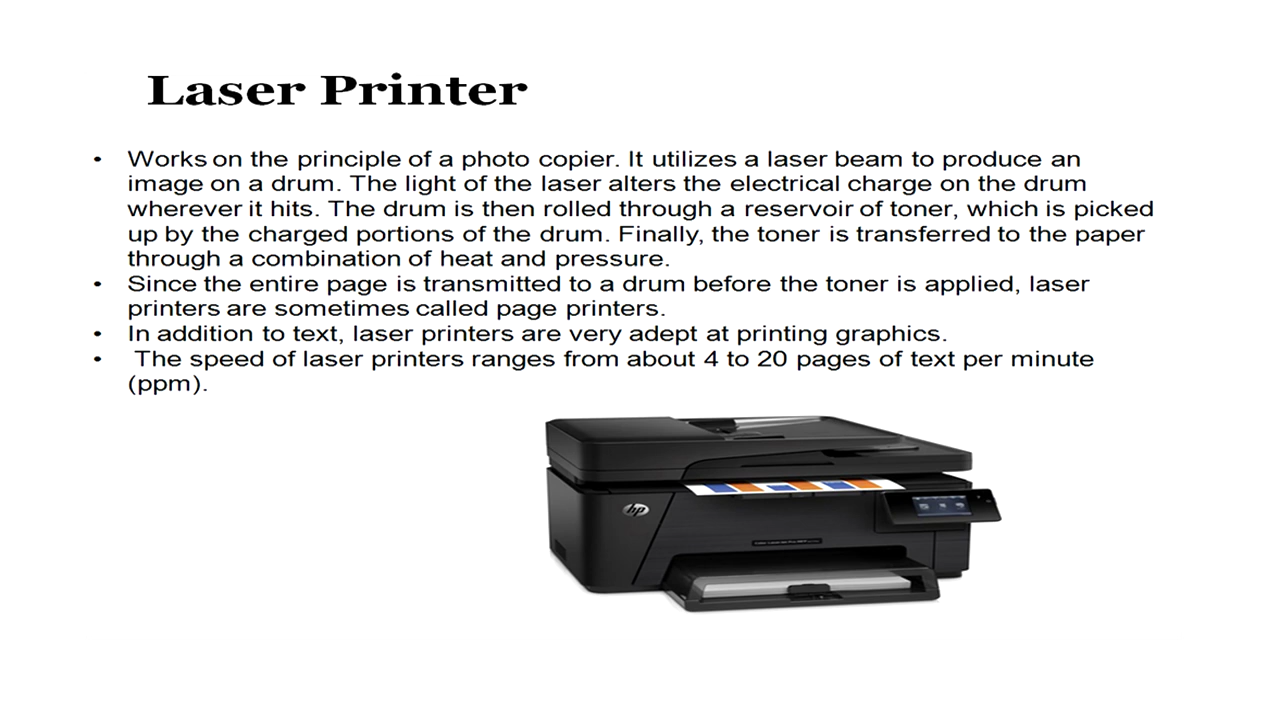 Laser Printer
• Works on the principle of a photo copier. It utilizes a laser beam to produce an
image on a drum. The light of the laser alters the electrical charge on the drum
wherever it hits. The drum is then rolled through a reservoir of toner, which is picked
up by the charged portions of the drum. Finally, the toner is transferred to the paper
through a combination of heat and pressure.
• Since the entire page is transmitted to a drum before the toner is applied, laser
printers are sometimes called page printers.
• In addition to text, laser printers are very adept at printing graphics.
• The speed of laser printers ranges from about 4 to 20 pages of text per minute
(ppm).
hp